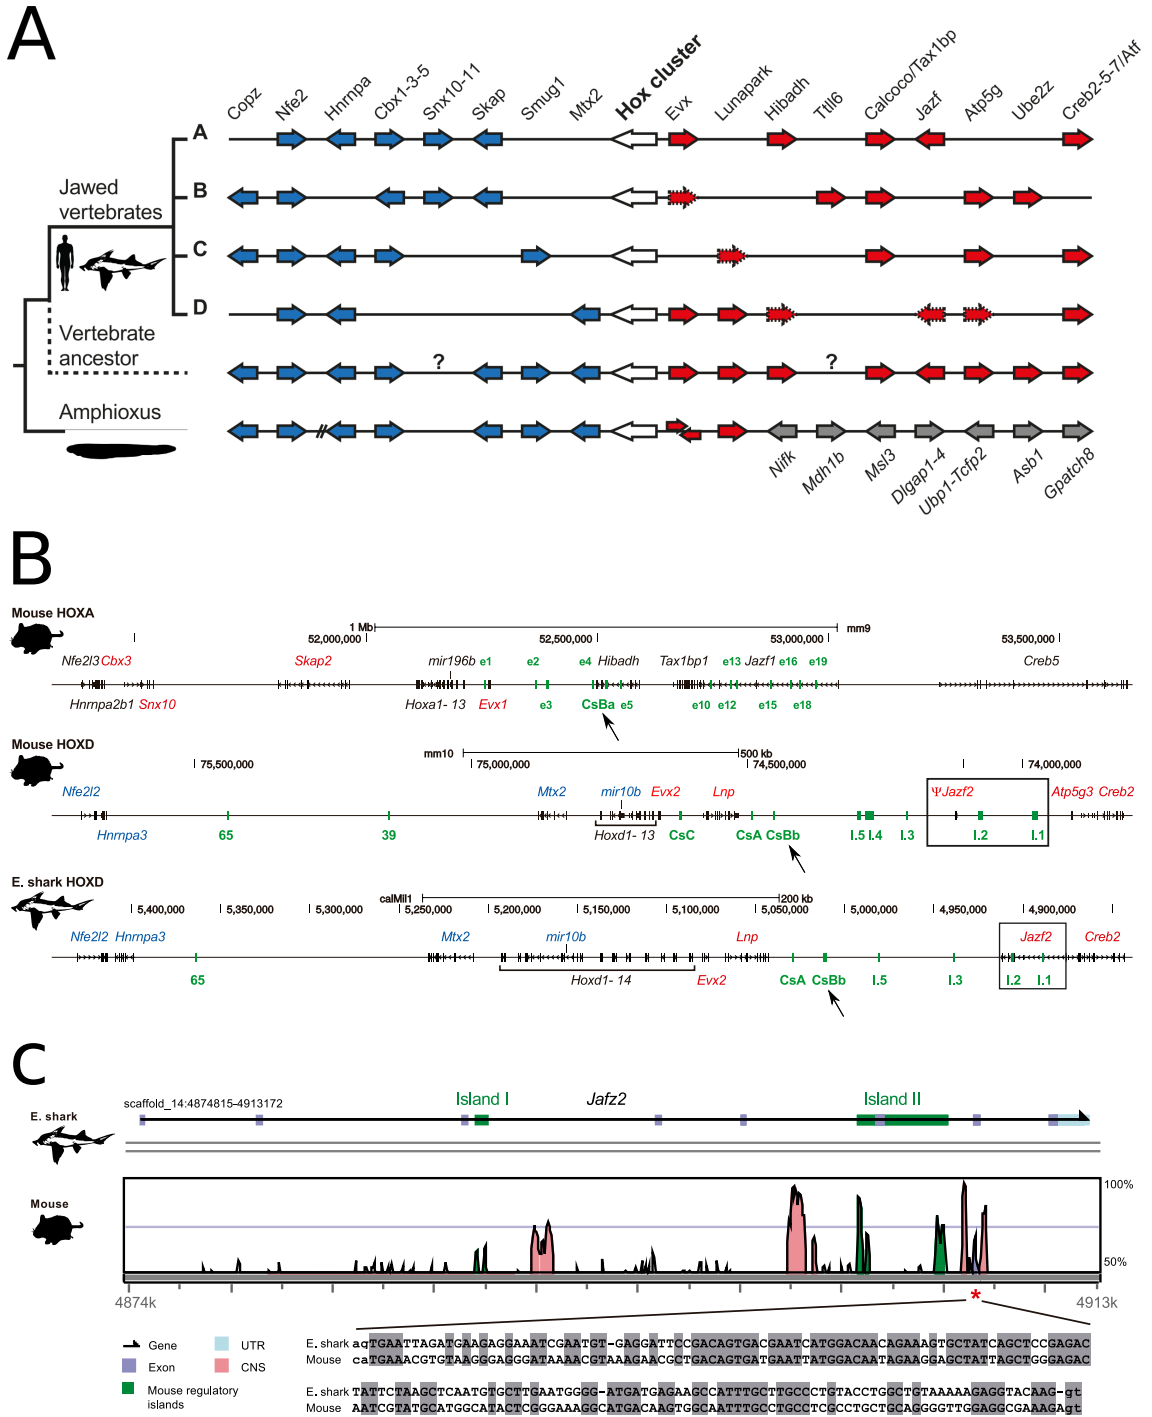 A
Copz Nfe2 Hnrnpa Cbx1-3-5 Snx10-11 Skap Smug1 Mtx2 Hox cluster Evx Lunapark Hibadh Ttll6 Calcoco/Tax1bp Jazf Atp5g Ube2z Creb2-5-7/Atf
A
Jawed
vertebrates
B
C
D
Vertebrate
ancestor
? ?
Amphioxus
Nifk Mdh1b Msl3 Dlgap1-4 Ubp1-Tcfp2 Asb1 Gpatch8
B
Mouse HOXA
1 Mb mm9
52,000,000 52,500,000 53,000,000 53,500,000
Nfe2l3 Cbx3 Skap2 mir196b e1 e2 e4 Hibadh Tax1bp1 e13 Jazf1 e16 e19 Creb5
Hnrnpa2b1 Snx10 Hoxa1- 13 Evx1 e3 CsBa e5 e10 e12 e15 e18
Mouse HOXD
mm10 500 kb
75,500,000 75,000,000 74,500,000 74,000,000
Nfe2l2 Mtx2 mir10b Evx2 Lnp ΨJazf2 Atp5g3 Creb2
Hnrnpa3 65 39 Hoxd1- 13 CsC CsA CsBb I.5 I.4 I.3 I.2 I.1
E. shark HOXD
calMil1 200 kb
5,400,000 5,350,000 5,300,000 5,250,000 5,200,000 5,150,000 5,100,000 5,050,000 5,000,000 4,950,000 4,900,000
Nfe2l2 Hnrnpa3 Mtx2 mir10b Lnp Jazf2 Creb2
65 Hoxd1- 14 Evx2 CsA CsBb I.5 I.3 I.2 I.1
C
scaffold_14:4874815-4913172 Island I Jafz2 Island II
E. shark
Mouse
100%
50%
4874k * 4913k
Gene UTR
Exon CNS
Mouse regulatory
islands
E. shark aqTGAATTAGATGAAGAGGAAATCGAATGT-GAGGATTCCGACAGTGACGAATCATGGACAACAGAAAGTGCTATCAGCTCCGAGAC
Mouse caTGAAACGTGTAAGGGAGGGATAAAACGTAAAGAACGCTGACAGTGATGAATTATGGACAATAGAAGGAGCTATTAGCTGGGAGAC
E. shark TATTCTAAGCTCAATGTGCTTGAATGGGG-ATGATGAGAAGCCATTTGCTTGCCCTGTACCTGGCTGTAAAAAGAGGTACAAG-gt
Mouse AATCGTATGCATGGCATACTCGGGAAAGGCATGACAAGTGGCAATTTGCCTGCCTCGCCTGCTGCAGGGGTTGGAGGCGAAAGAgt